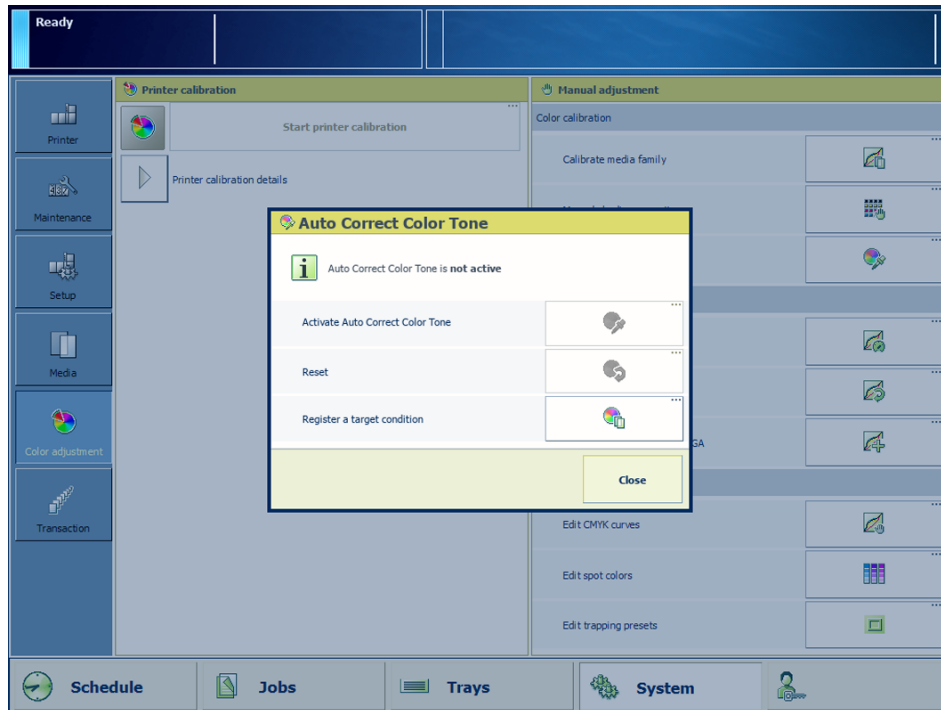 Ready
Printer calibration
Start printer calibration
Printer calibration details
Printer
Maintenance
Setup
Media
Color adjustment
Transaction
Manual adjustment
Color calibration
Calibrate media family
Auto Correct Color Tone
Auto Correct Color Tone is not active
Activate Auto Correct Color Tone
Reset
Register a target condition
Close
GA
Edit CMYK curves
Edit spot colors
Edit trapping presets
Schedule
Jobs
Trays
System